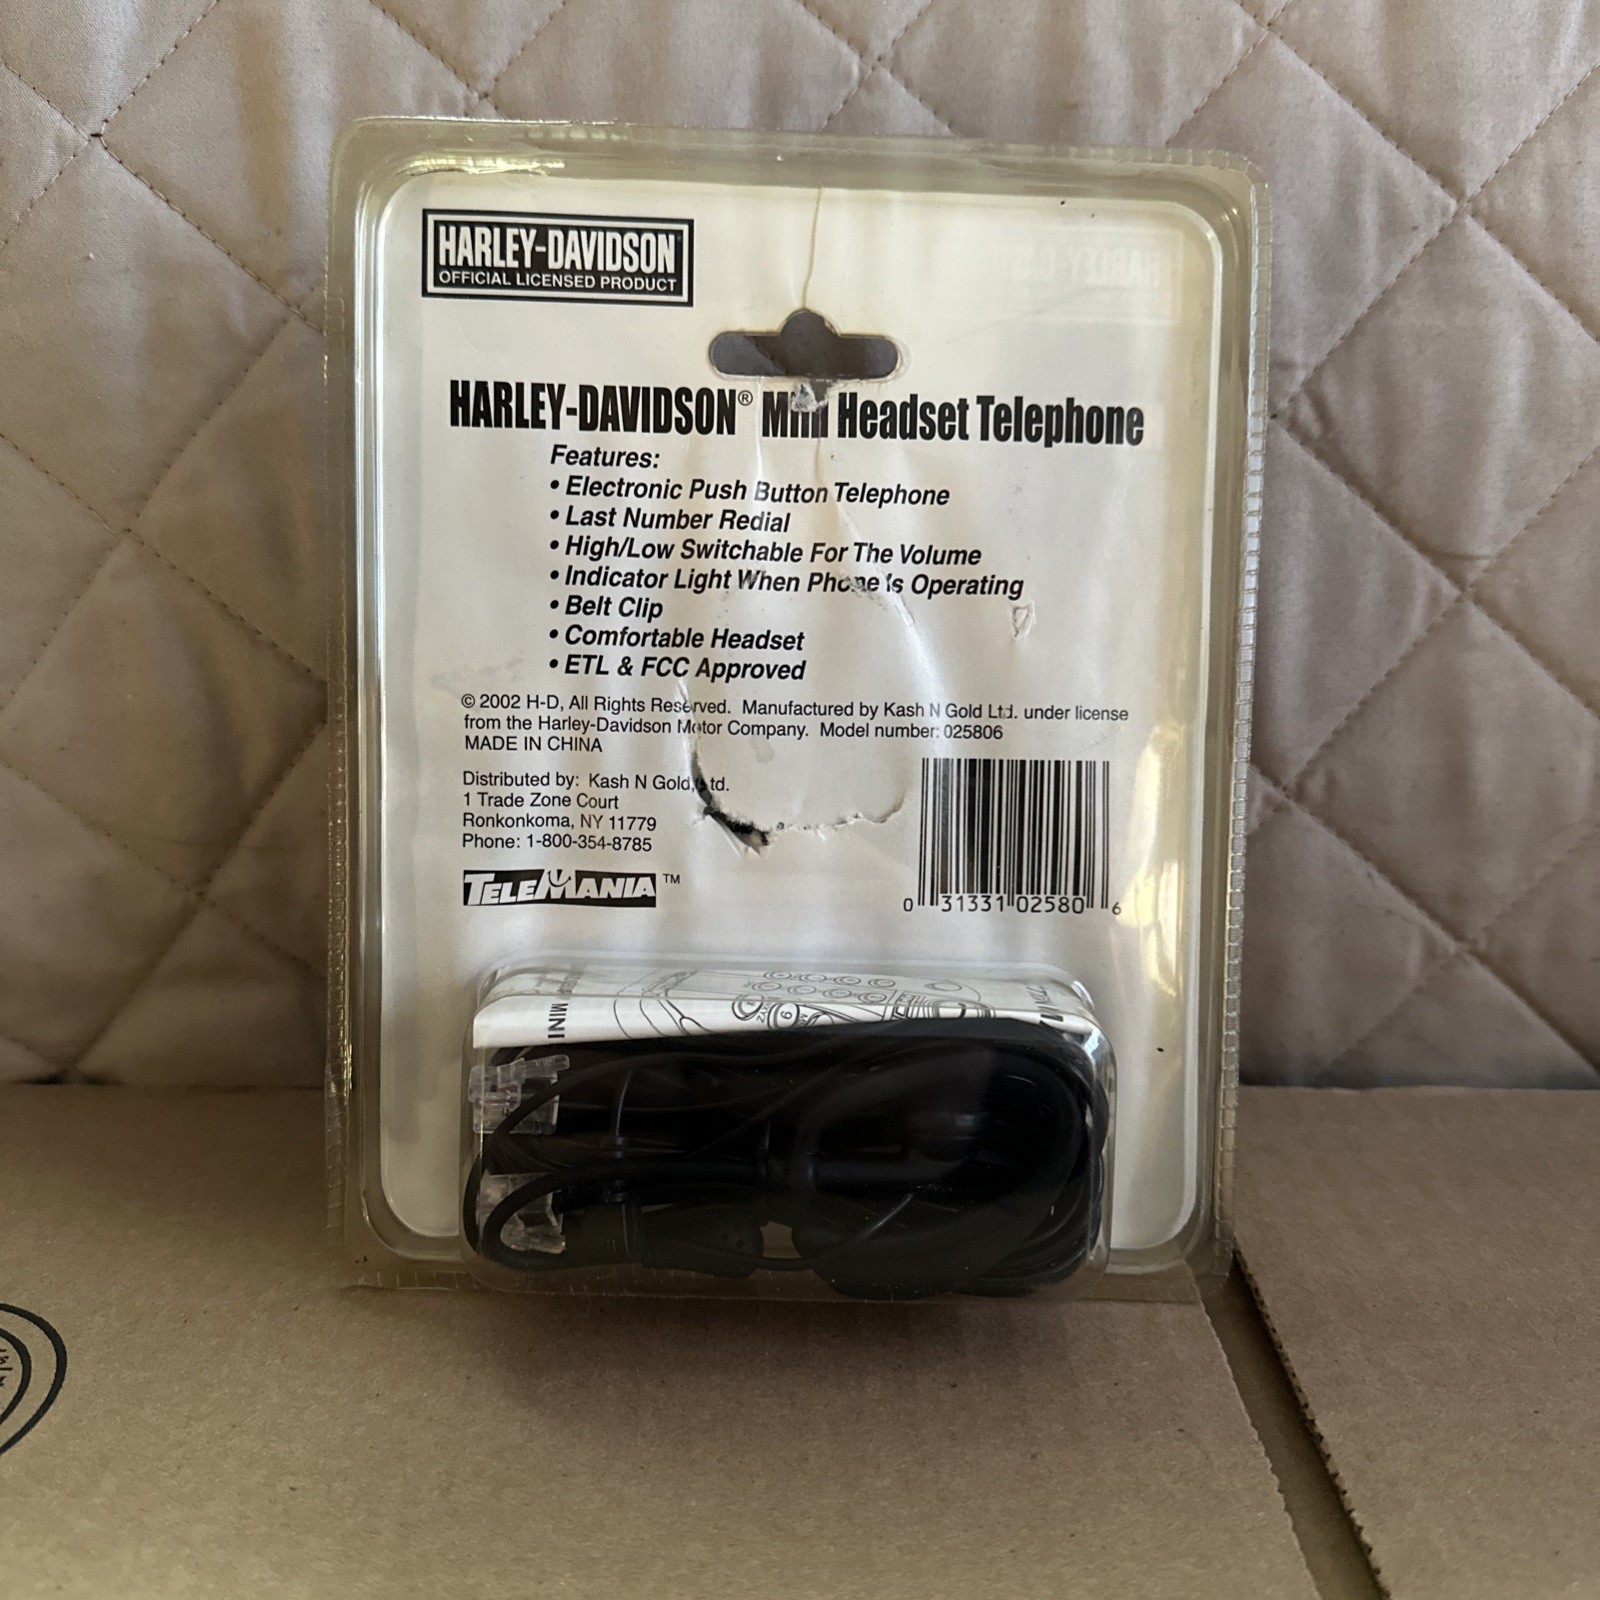 HARLEY-DAVIDSON
OFFICIAL LICENSED PRODUCT
HARLEY-DAVIDSON® Mini Headset Telephone
Features:
• Electronic Push Button Telephone
• Last Number Redial
• High/Low Switchable For The Volume
• Indicator Light When Phone Is Operating
• Belt Clip
• Comfortable Headset
• ETL & FCC Approved
© 2002 H-D, All Rights Reserved. Manufactured by Kash N Gold Ltd. under license
from the Harley-Davidson Motor Company. Model number: 025806
MADE IN CHINA
Distributed by: Kash N Gold, Ltd.
1 Trade Zone Court
Ronkonkoma, NY 11779
Phone: 1-800-354-8785
TELEMANIA™
0 31331 02580 6
MINI